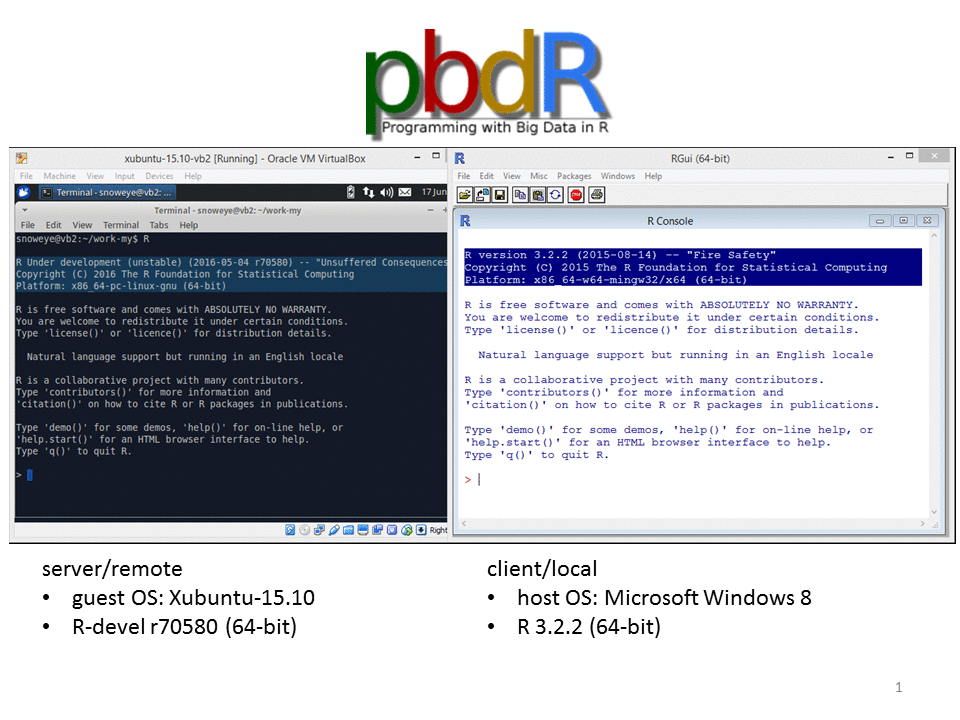 pbdR
Programming with Big Data in R
xubuntu-15.10-vb2 [Running] - Oracle VM VirtualBox
File Machine View Input Devices Help
Terminal - snoweye@vb2: ...
17 Jun
Terminal - snoweye@vb2: ~/work-my
File Edit View Terminal Tabs Help
snoweye@vb2:~/work-my$ R
R Under development (unstable) (2016-05-04 r70580) -- "Unsuffered Consequences
Copyright (C) 2016 The R Foundation for Statistical Computing
Platform: x86_64-pc-linux-gnu (64-bit)
R is free software and comes with ABSOLUTELY NO WARRANTY.
You are welcome to redistribute it under certain conditions.
Type 'license()' or 'licence()' for distribution details.
Natural language support but running in an English locale
R is a collaborative project with many contributors.
Type 'contributors()' for more information and
'citation()' on how to cite R or R packages in publications.
Type 'demo()' for some demos, 'help()' for on-line help, or
'help.start()' for an HTML browser interface to help.
Type 'q()' to quit R.
>
Right
RGui (64-bit)
File Edit View Misc Packages Windows Help
STOP
R Console
R version 3.2.2 (2015-08-14) -- "Fire Safety"
Copyright (C) 2015 The R Foundation for Statistical Computing
Platform: x86_64-w64-mingw32/x64 (64-bit)
R is free software and comes with ABSOLUTELY NO WARRANTY.
You are welcome to redistribute it under certain conditions.
Type 'license()' or 'licence()' for distribution details.
Natural language support but running in an English locale
R is a collaborative project with many contributors.
Type 'contributors()' for more information and
'citation()' on how to cite R or R packages in publications.
Type 'demo()' for some demos, 'help()' for on-line help, or
'help.start()' for an HTML browser interface to help.
Type 'q()' to quit R.
>
server/remote
• guest OS: Xubuntu-15.10
• R-devel r70580 (64-bit)
client/local
• host OS: Microsoft Windows 8
• R 3.2.2 (64-bit)
1